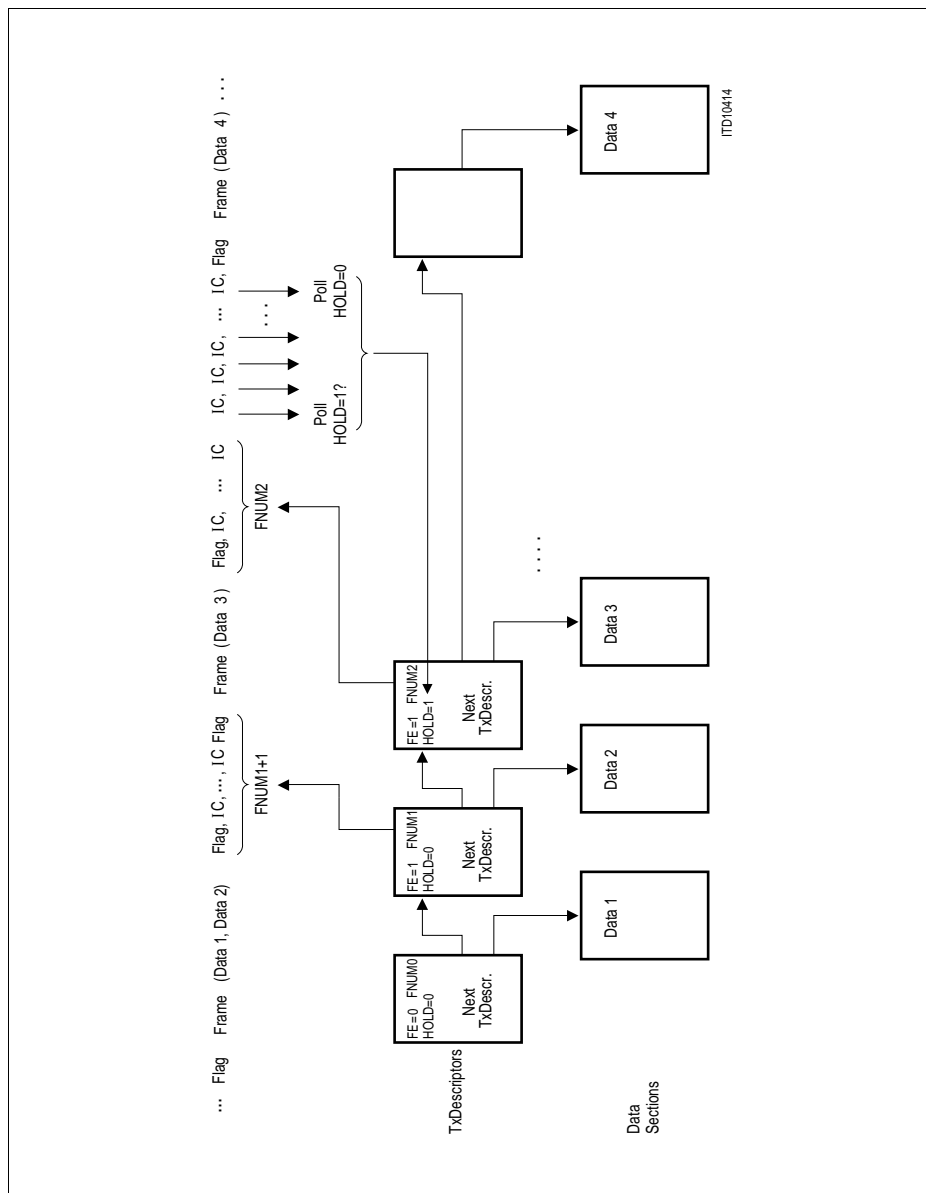 ... Flag Frame (Data 1, Data 2) Flag, IC, ..., IC Flag Frame (Data 3) Flag, IC, ... IC IC, IC, IC, IC, ... IC, Flag Frame (Data 4) ...
FNUM1+1
FNUM2
Poll
HOLD=1?
...
Poll
HOLD=0
TxDescriptors
FE=0 FNUM0
HOLD=0
Next
TxDescr.
FE=1 FNUM1
HOLD=0
Next
TxDescr.
FE=1 FNUM2
HOLD=1
Next
TxDescr.
....
Data
Sections
Data 1
Data 2
Data 3
Data 4
ITD10414